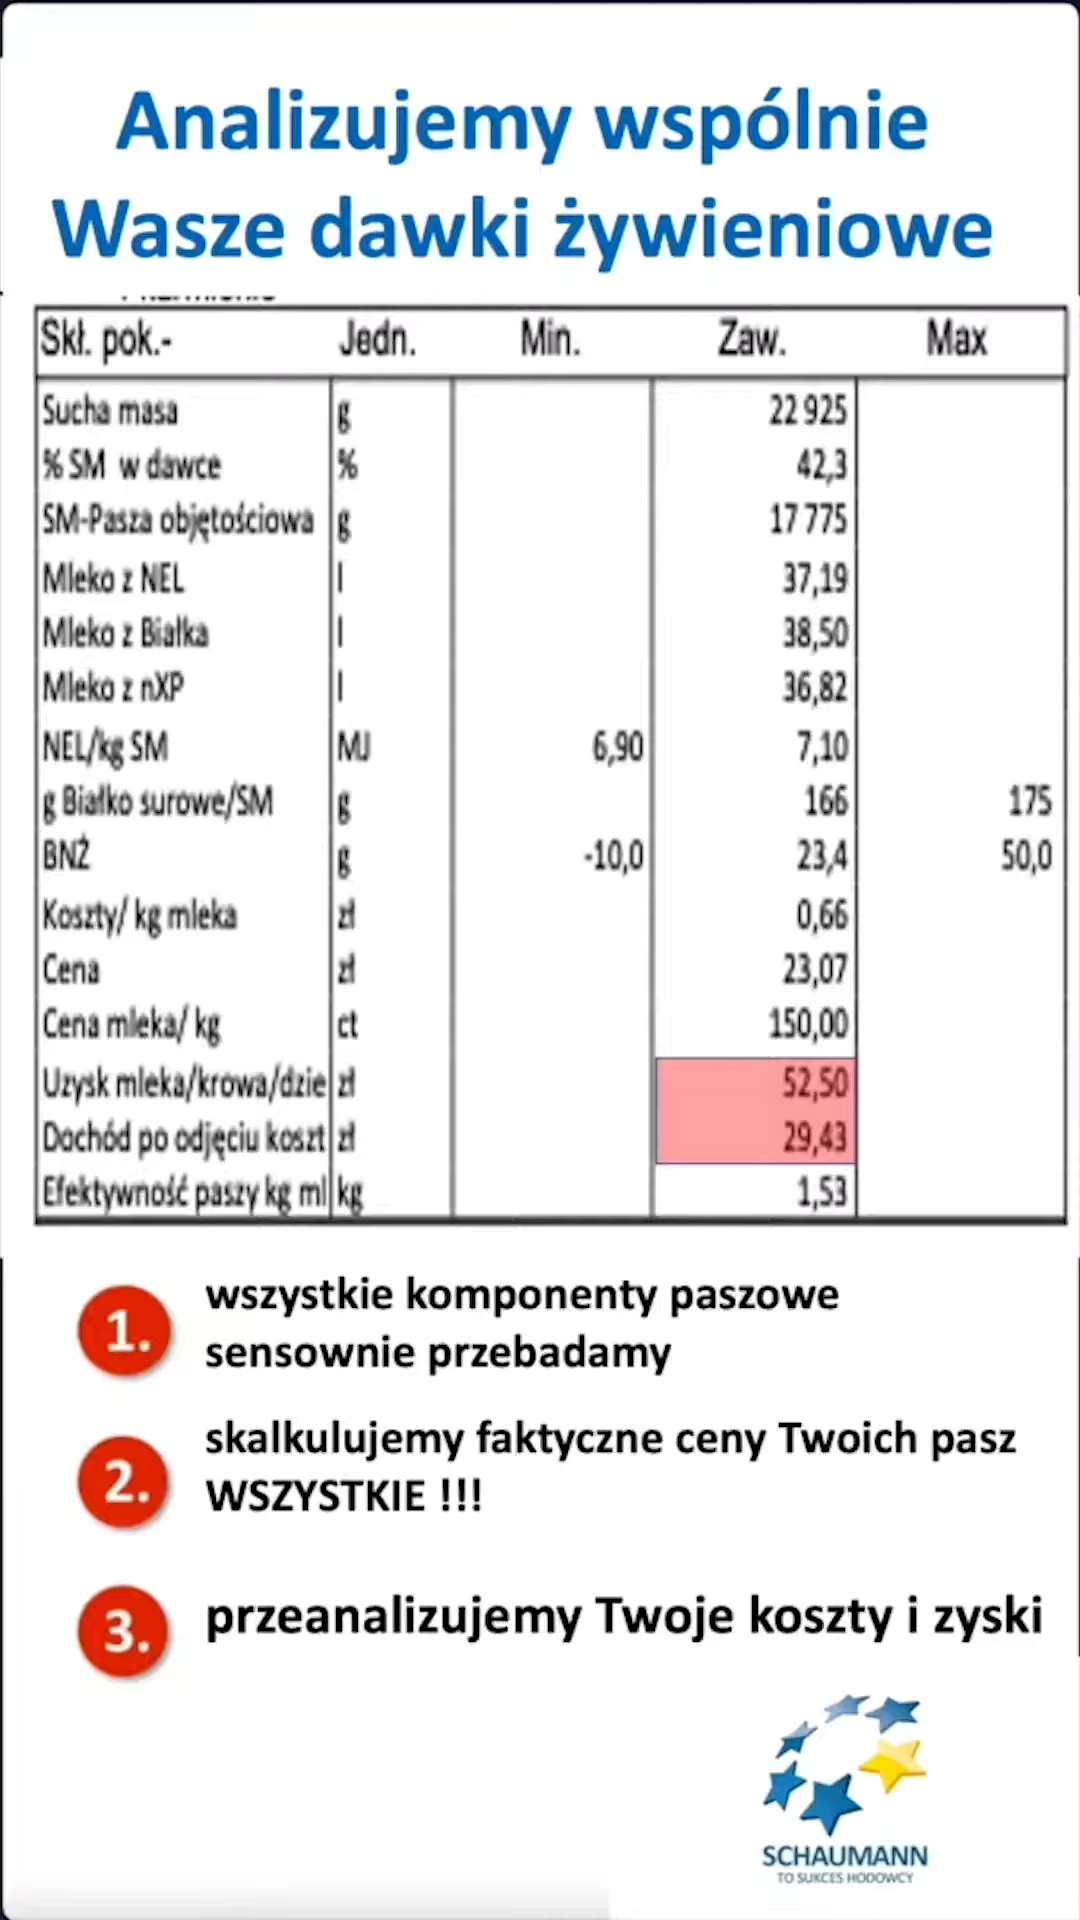 Analizujemy wspólnie
Wasze dawki żywieniowe
Skł. pok.- Jedn. Min. Zaw. Max
Sucha masa g 22 925
% SM w dawce % 42,3
SM-Pasza objętościowa g 17 775
Mleko z NEL l 37,19
Mleko z Białka l 38,50
Mleko z nXP l 36,82
NEL/kg SM MJ 6,90 7,10
g Białko surowe/SM g 166 175
BNŻ g -10,0 23,4 50,0
Koszty/ kg mleka zł 0,66
Cena zł 23,07
Cena mleka/ kg ct 150,00
Uzysk mleka/krowa/dzie zł 52,50
Dochód po odjęciu koszt zł 29,43
Efektywność paszy kg ml kg 1,53
1. wszystkie komponenty paszowe
sensownie przebadamy
2. skalkulujemy faktyczne ceny Twoich pasz
WSZYSTKIE !!!
3. przeanalizujemy Twoje koszty i zyski
SCHAUMANN
TO SUKCES HODOWCY